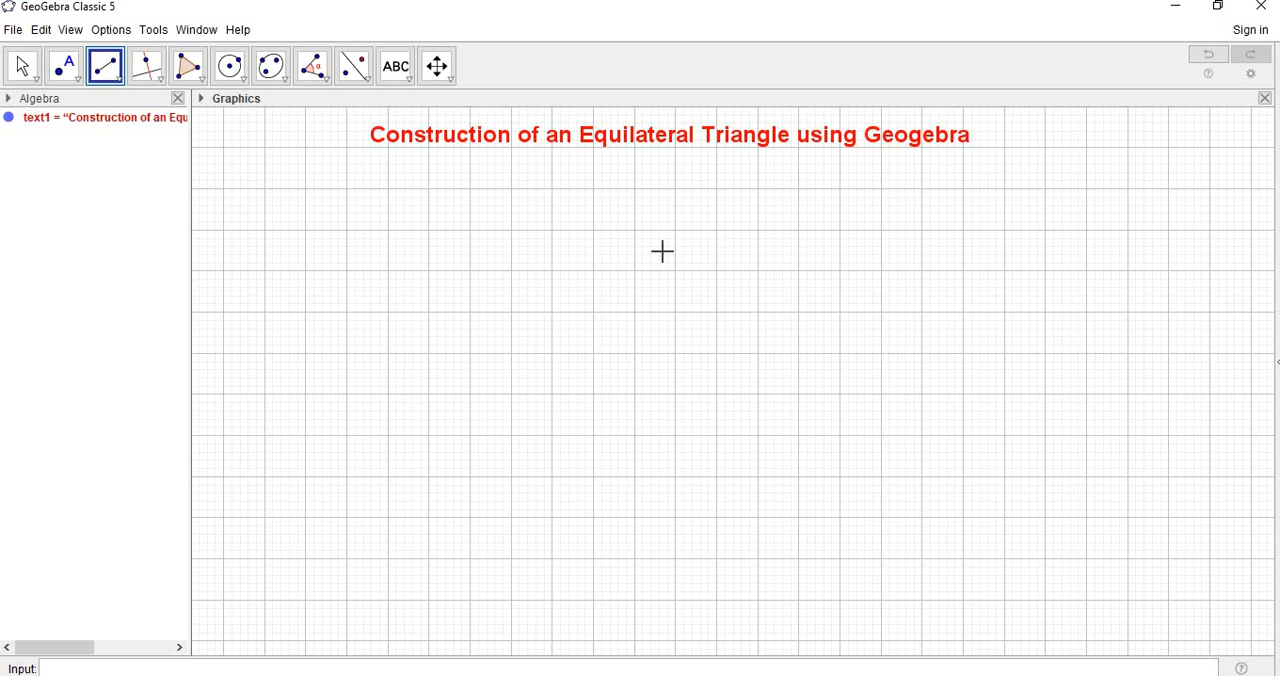 GeoGebra Classic 5
File Edit View Options Tools Window Help
Sign in
A
α
ABC
Algebra
Graphics
text1 = “Construction of an Equ
Construction of an Equilateral Triangle using Geogebra
Input: